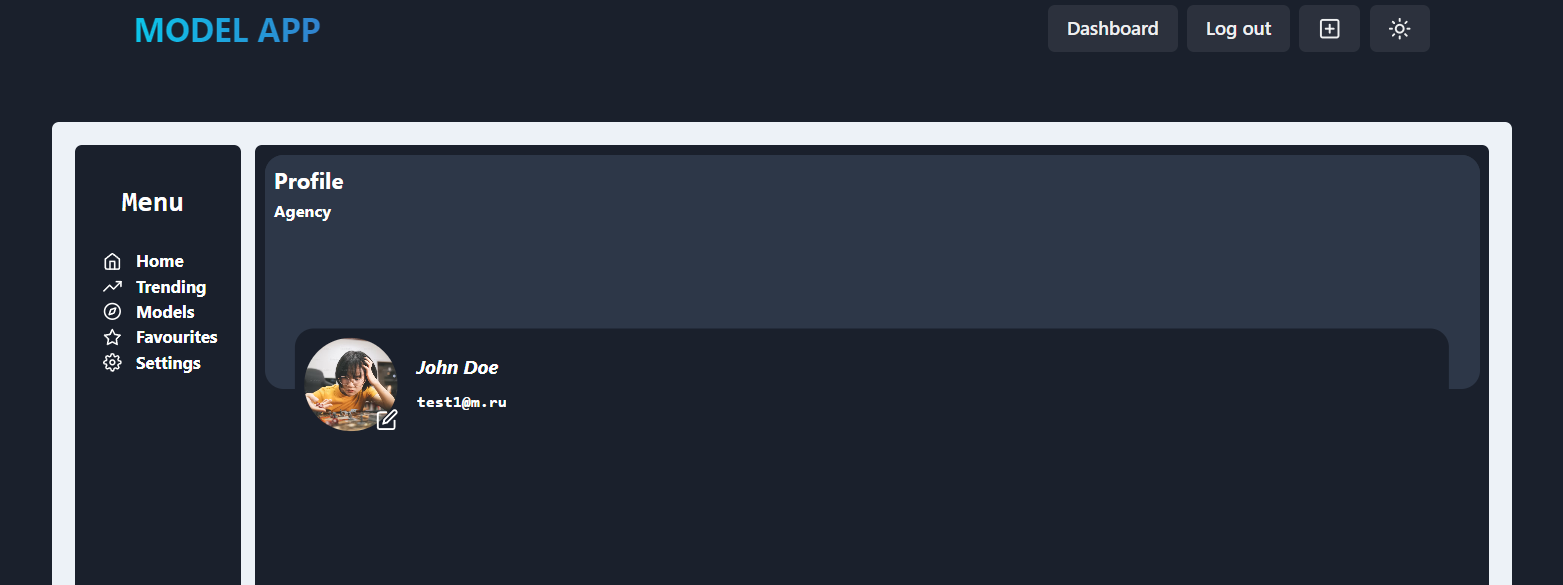 MODEL APP
Dashboard
Log out
Menu
Home
Trending
Models
Favourites
Settings
Profile
Agency
John Doe
test1@m.ru